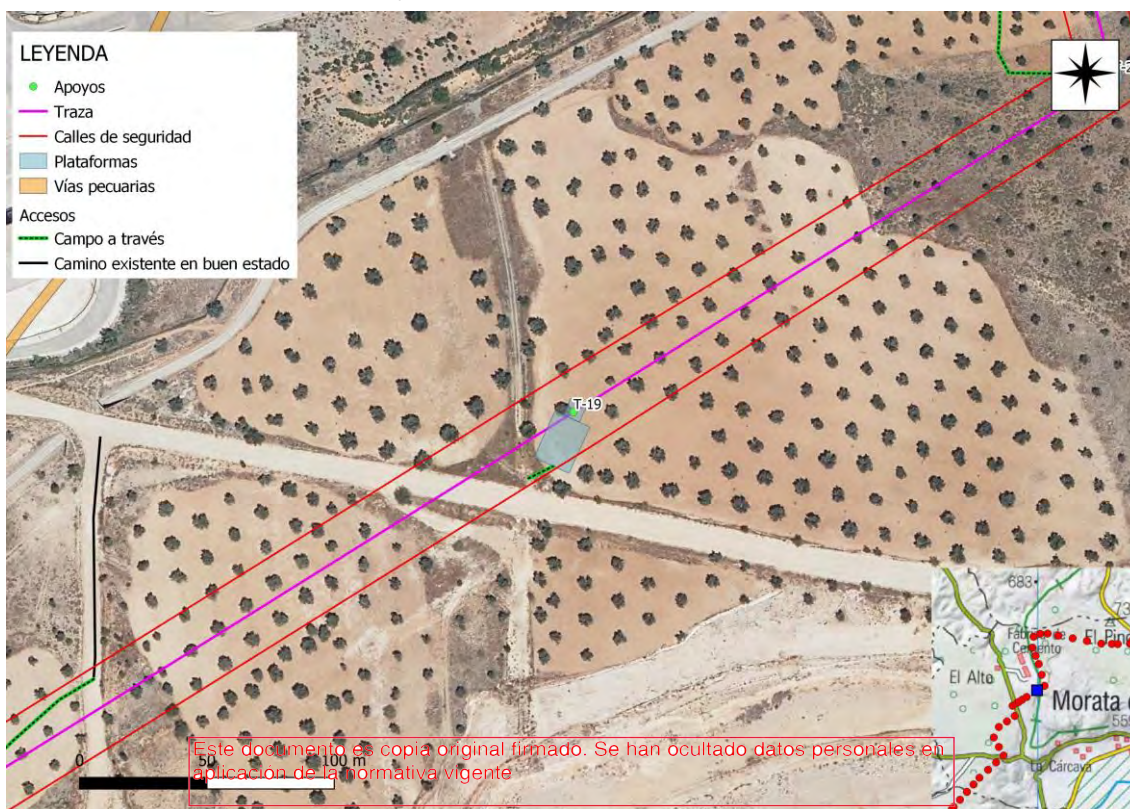 LEYENDA
Apoyos
Traza
Calles de seguridad
Plataformas
Vías pecuarias
Accesos
Campo a través
Camino existente en buen estado
T-19
683
El Alto
Morata
La Cárcava
Este documento es copia original firmado. Se han ocultado datos personales en
aplicación de la normativa vigente
0 50 100 m